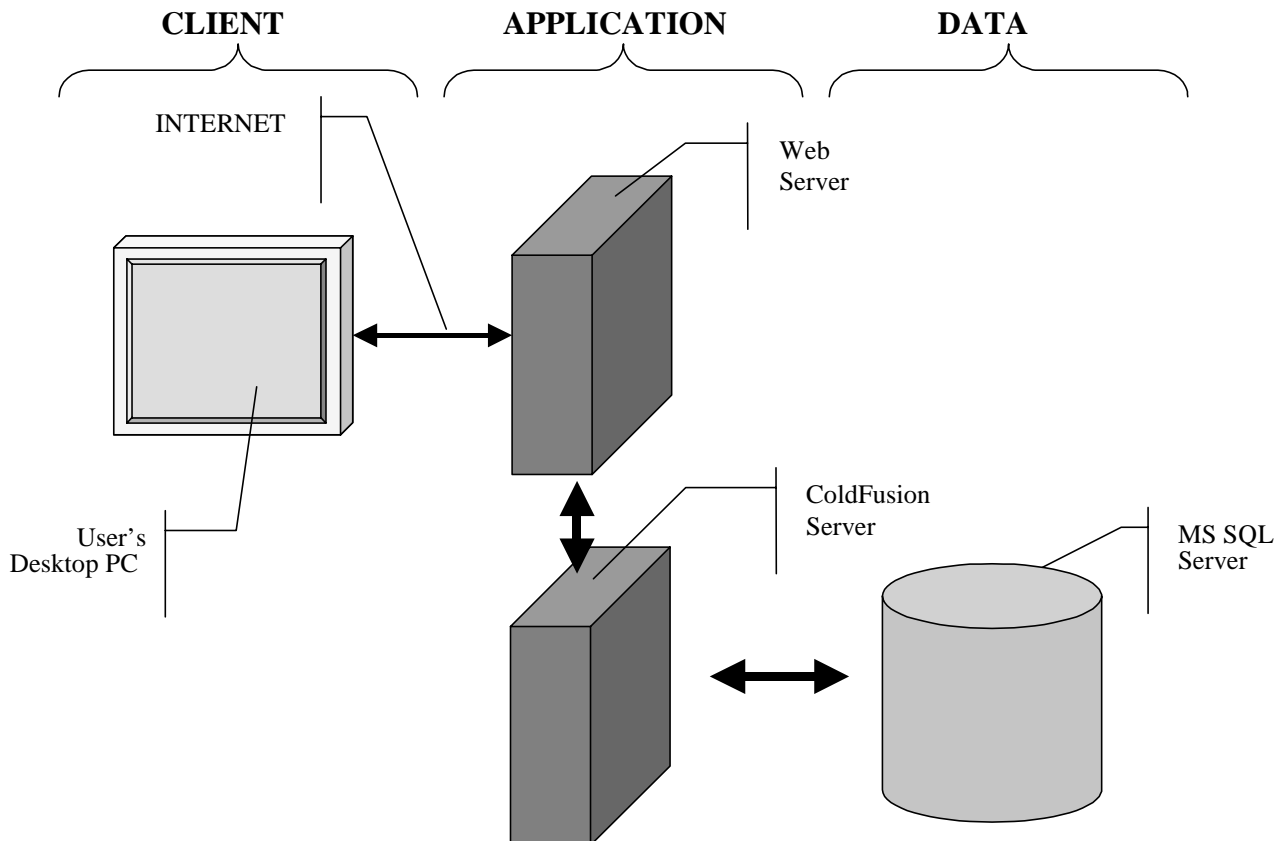 CLIENT
APPLICATION
DATA
INTERNET
Web
Server
User’s
Desktop PC
ColdFusion
Server
MS SQL
Server